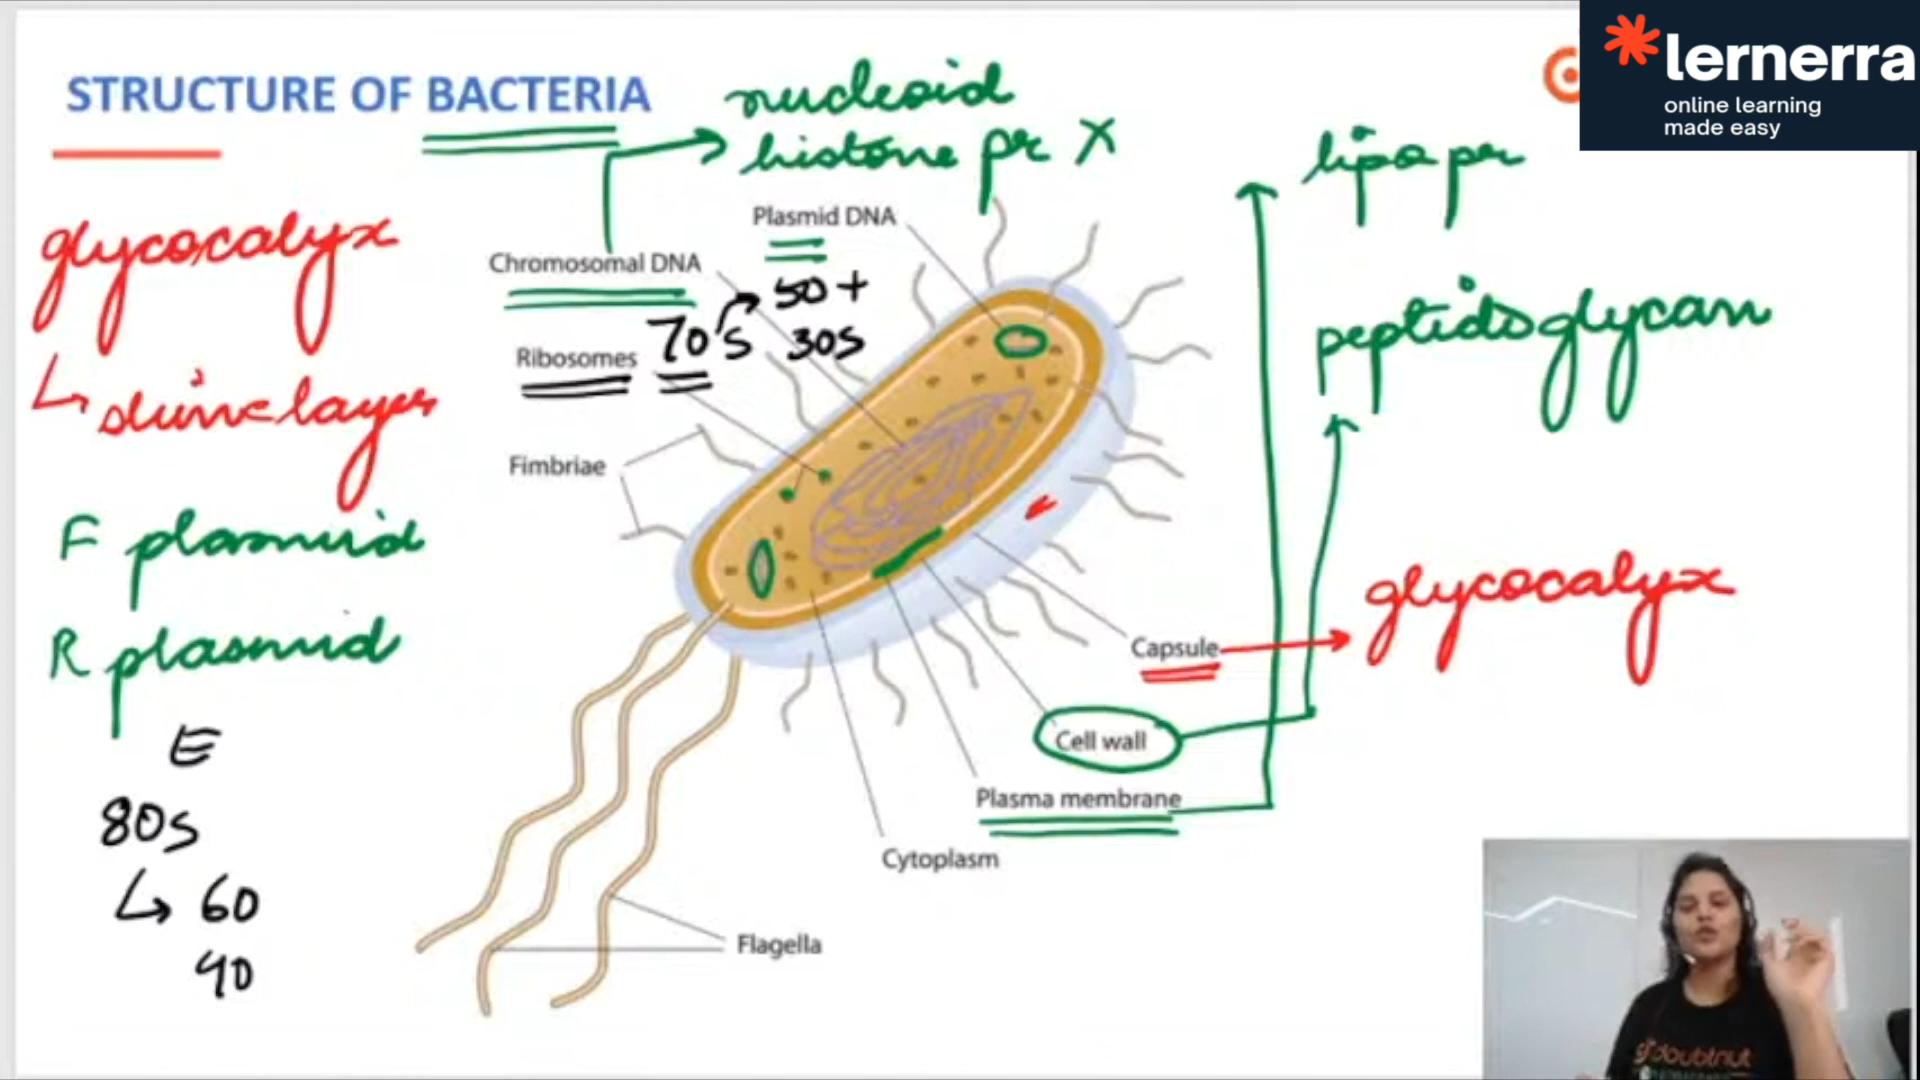 lernerra
online learning
made easy
STRUCTURE OF BACTERIA
nucleoid
histone pr X
lipo pr
glycocalyx
slime layer
Plasmid DNA
Chromosomal DNA
50+
70's
30s
Ribosomes
peptidoglycan
Fimbriae
F plasmid
R plasmid
glycocalyx
Capsule
E
Cell wall
80s
Plasma membrane
Cytoplasm
60
40
Flagella
doubtnut